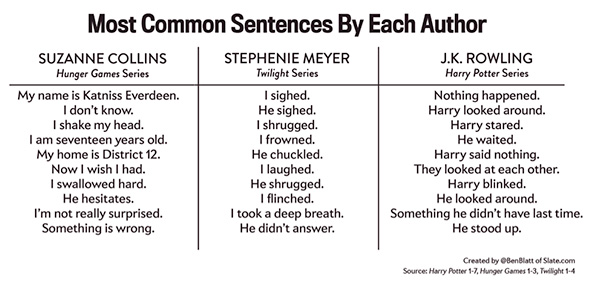 Most Common Sentences By Each Author
SUZANNE COLLINS
Hunger Games Series
My name is Katniss Everdeen.
I don't know.
I shake my head.
I am seventeen years old.
My home is District 12.
Now I wish I had.
I swallowed hard.
He hesitates.
I'm not really surprised.
Something is wrong.
STEPHENIE MEYER
Twilight Series
I sighed.
He sighed.
I shrugged.
I frowned.
He chuckled.
I laughed.
He shrugged.
I flinched.
I took a deep breath.
He didn't answer.
J.K. ROWLING
Harry Potter Series
Nothing happened.
Harry looked around.
Harry stared.
He waited.
Harry said nothing.
They looked at each other.
Harry blinked.
He looked around.
Something he didn't have last time.
He stood up.
Created by @BenBlatt of Slate.com
Source: Harry Potter 1-7, Hunger Games 1-3, Twilight 1-4